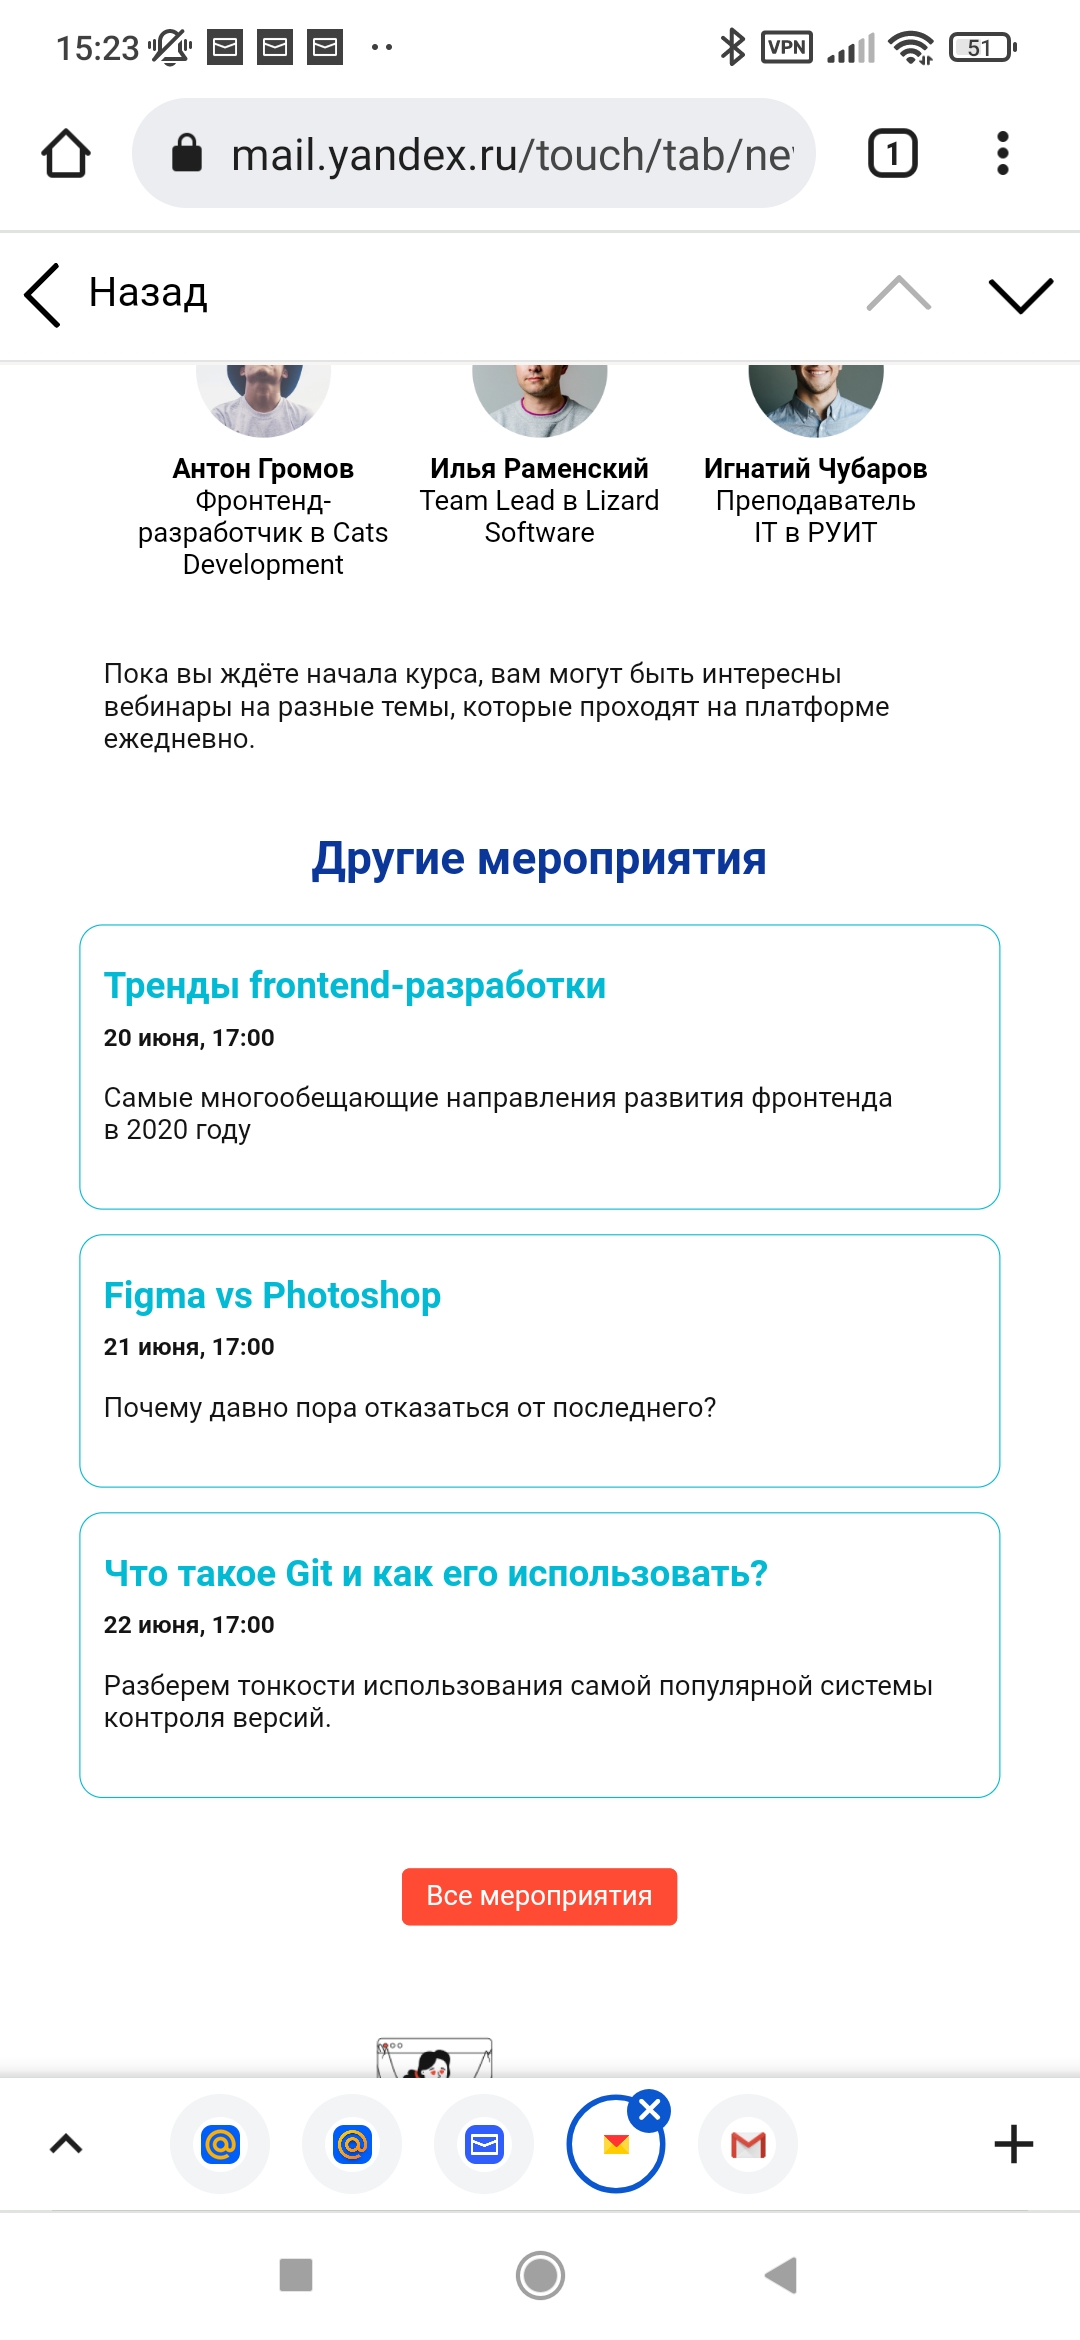 15:23
VPN
51
mail.yandex.ru/touch/tab/ne
1
Назад
Антон Громов
Фронтенд-
разработчик в Cats
Development
Илья Раменский
Team Lead в Lizard
Software
Игнатий Чубаров
Преподаватель
IT в РУИТ
Пока вы ждёте начала курса, вам могут быть интересны
вебинары на разные темы, которые проходят на платформе
ежедневно.
Другие мероприятия
Тренды frontend-разработки
20 июня, 17:00
Самые многообещающие направления развития фронтенда
в 2020 году
Figma vs Photoshop
21 июня, 17:00
Почему давно пора отказаться от последнего?
Что такое Git и как его использовать?
22 июня, 17:00
Разберем тонкости использования самой популярной системы
контроля версий.
Все мероприятия